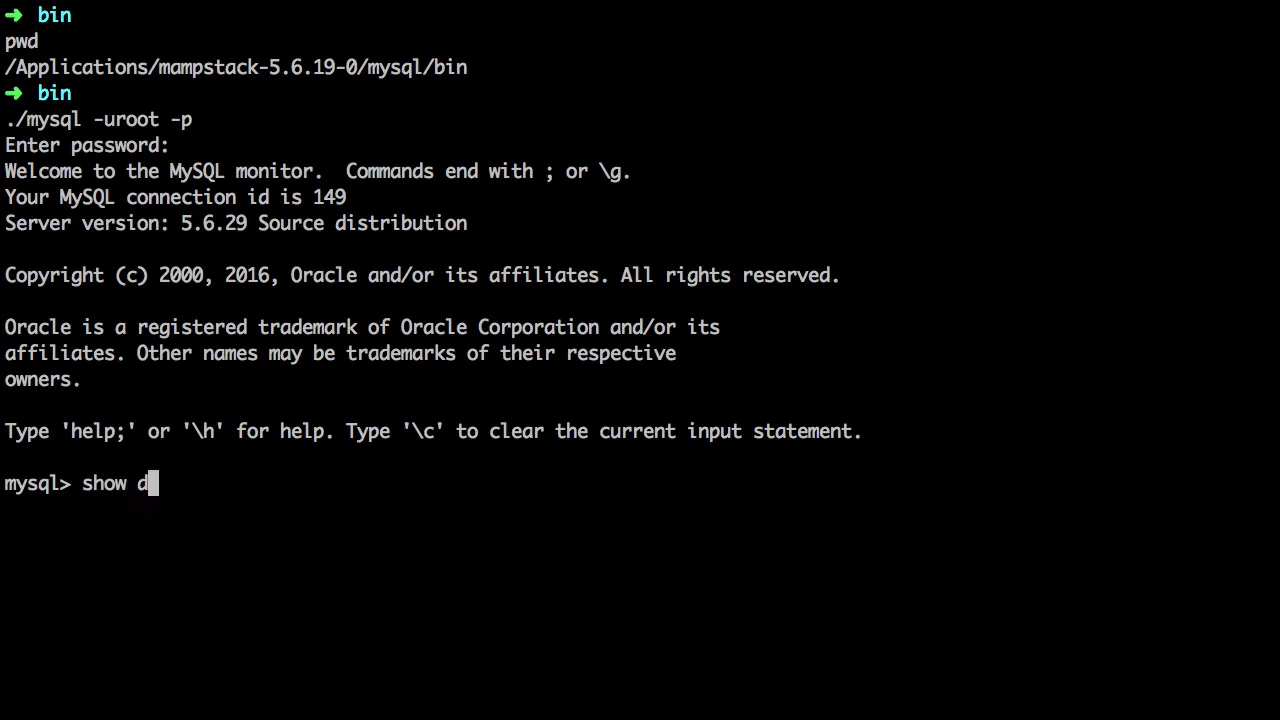 ➜ bin
pwd
/Applications/mampstack-5.6.19-0/mysql/bin
➜ bin
./mysql -uroot -p
Enter password:
Welcome to the MySQL monitor.  Commands end with ; or \g.
Your MySQL connection id is 149
Server version: 5.6.29 Source distribution
Copyright (c) 2000, 2016, Oracle and/or its affiliates. All rights reserved.
Oracle is a registered trademark of Oracle Corporation and/or its
affiliates. Other names may be trademarks of their respective
owners.
Type 'help;' or '\h' for help. Type '\c' to clear the current input statement.
mysql> show d